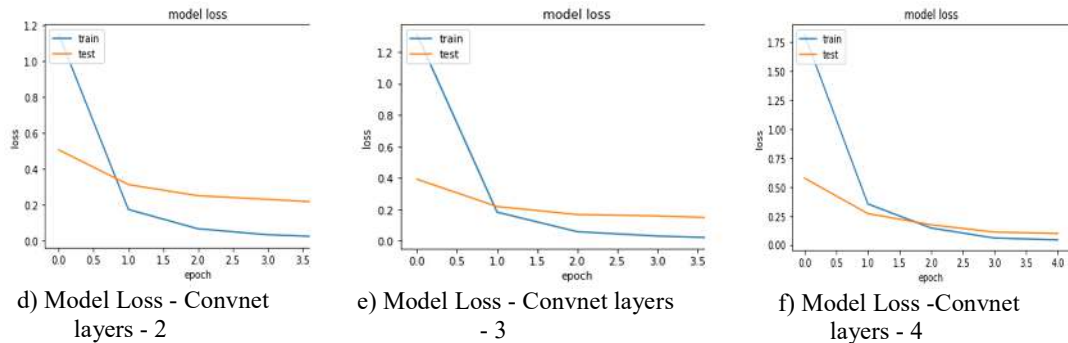 model loss
train
test
1.2
1.0
0.8
0.6
0.4
0.2
0.0
loss
0.0 0.5 1.0 1.5 2.0 2.5 3.0 3.5
epoch
d) Model Loss - Convnet
layers - 2
model loss
train
test
1.2
1.0
0.8
0.6
0.4
0.2
0.0
loss
0.0 0.5 1.0 1.5 2.0 2.5 3.0 3.5
epoch
e) Model Loss - Convnet layers
- 3
model loss
train
test
1.75
1.50
1.25
1.00
0.75
0.50
0.25
0.00
loss
0.0 0.5 1.0 1.5 2.0 2.5 3.0 3.5 4.0
epoch
f) Model Loss -Convnet
layers - 4